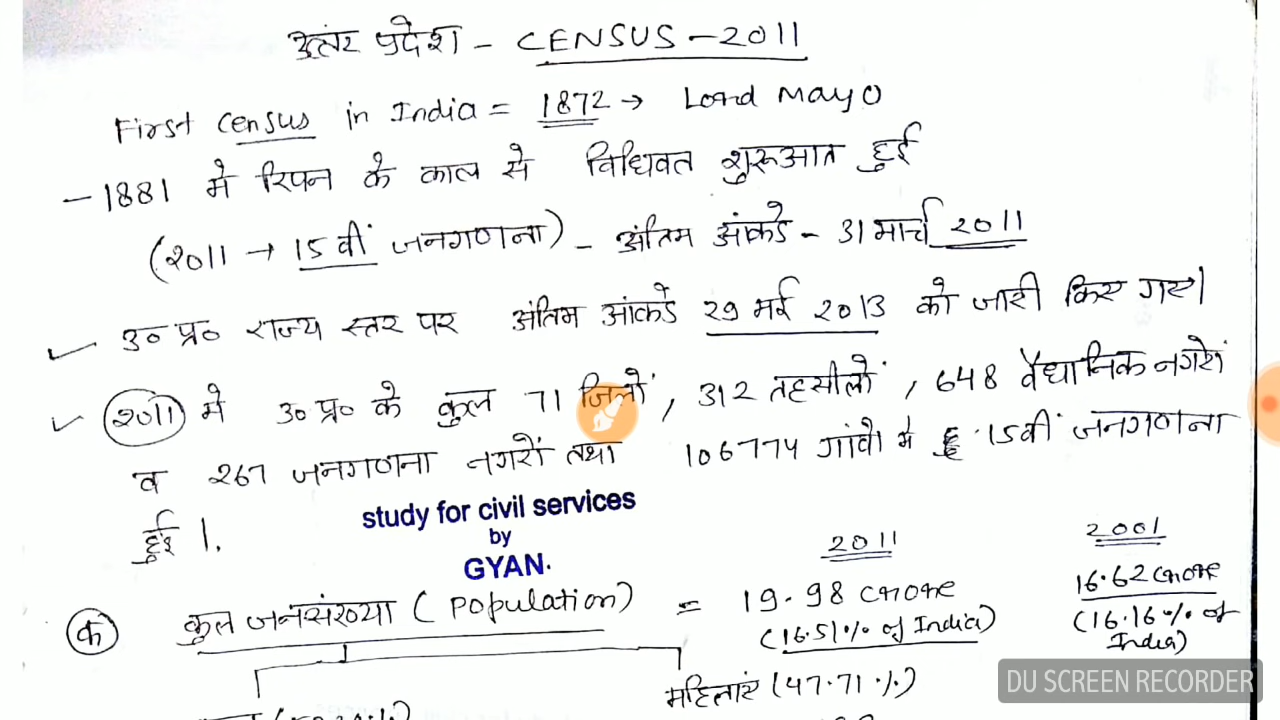 उत्तर प्रदेश - CENSUS - 2011
First Census in India = 1872 → Lord Mayo
- 1881 मे रिपन के काल से विधिवत शुरूआत हुई
(2011 → 15 वीं जनगणना) - अंतिम आंकडे - 31 मार्च 2011
उ० प्र० राज्य स्तर पर अंतिम आंकडे 29 मई 2013 को जारी किए गए।
2011 मे उ० प्र० के कुल 71 जिलों, 312 तहसीलों, 648 वैधानिक नगरों
व 267 जनगणना नगरों तथा 106774 गांवो मे 15वीं जनगणना
हुई।
study for civil services
by
GYAN.
2011 2001
(क) कुल जनसंख्या (Population) = 19.98 crore 16.62 crore
(16.51% of India) (16.16% of
India)
महिलाएं (47.71%)
DU SCREEN RECORDER